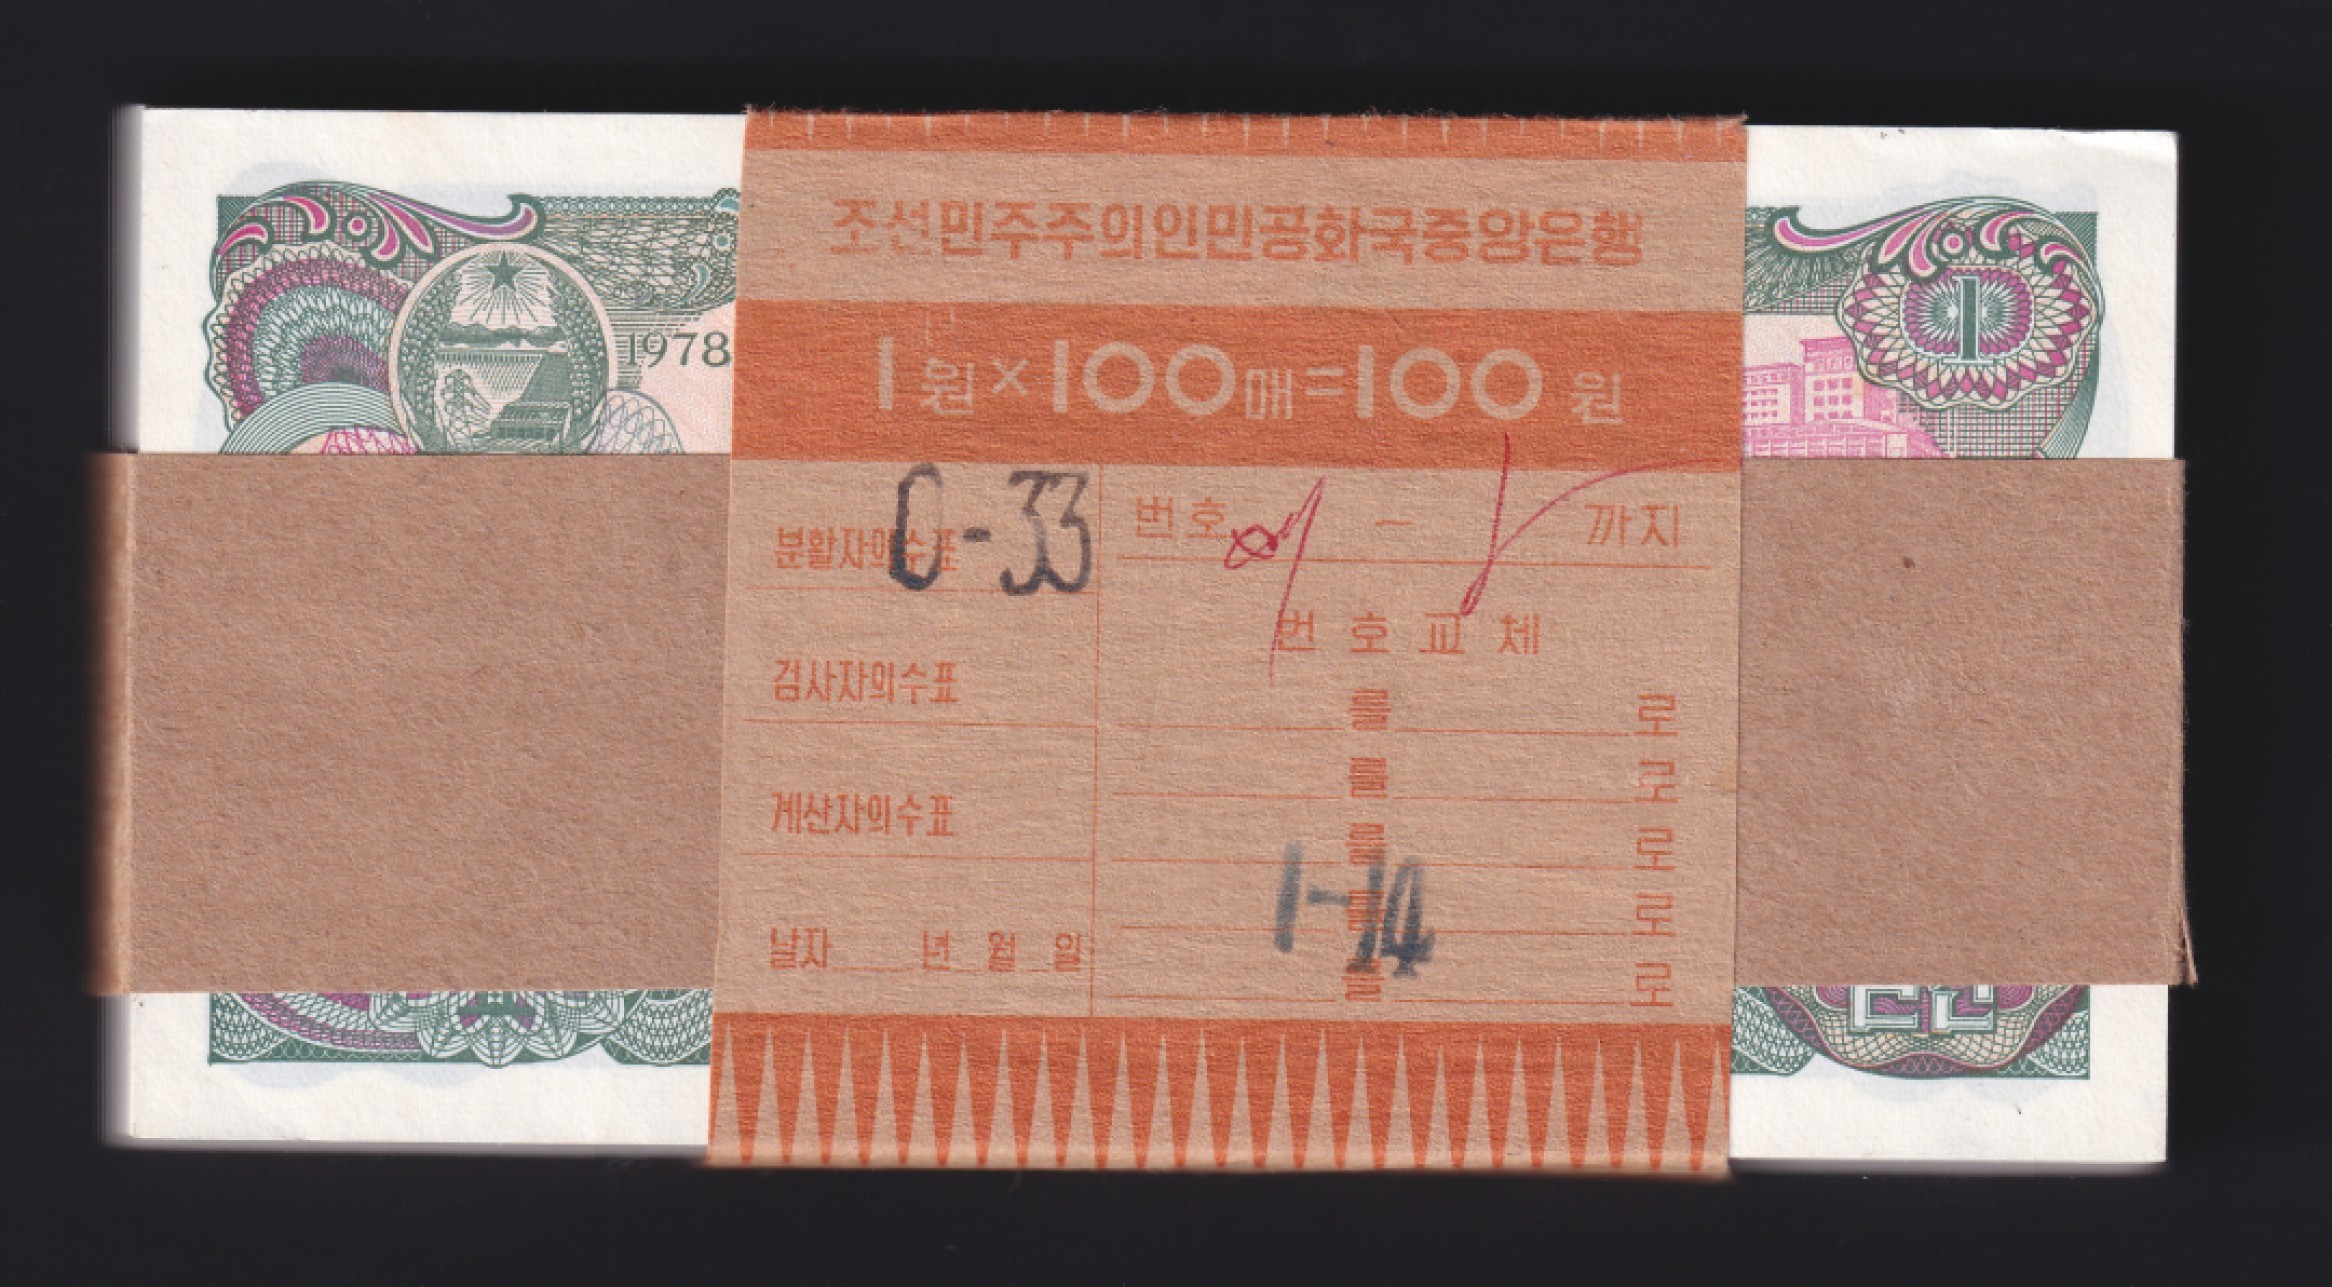 조선민주주의인민공화국중앙은행
1978
1
1원×100매=100원
0-33
번호 - 까지
분활자의수표
번호교체
검사자의수표
를 로
를 로
계산자의수표
를 로
1-14
를 로
날자 년 월 일
를 로